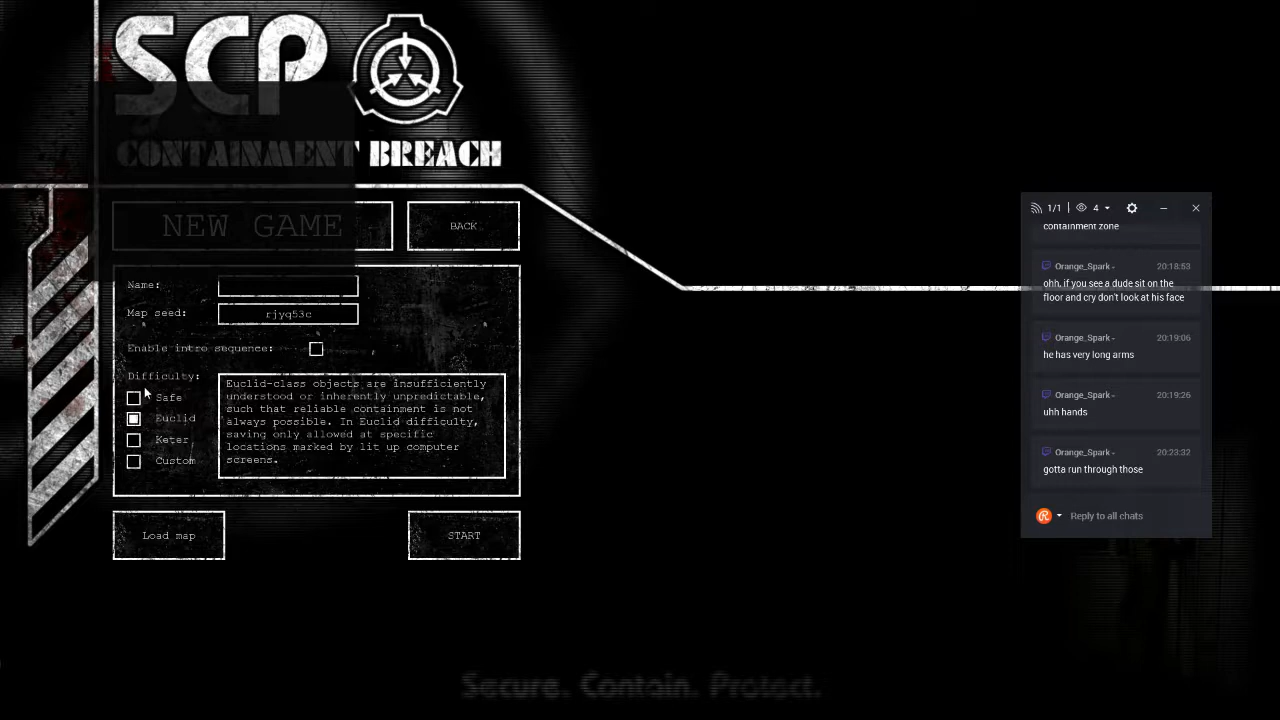 SCP
CONTAINMENT BREACH
NEW GAME
BACK
Name:
Map seed:
rjyq53c
Enable intro sequence:
Difficulty:
Safe
Euclid
Keter
Custom
Euclid-class objects are insufficiently
understood or inherently unpredictable,
such that reliable containment is not
always possible. In Euclid difficulty,
saving only allowed at specific
locations marked by lit up computer
screens.
Load map
START
Secure. Contain. Protect.
1/1 4
containment zone
Orange_Spark - 20:18:53
ohh, if you see a dude sit on the
floor and cry don't look at his face
Orange_Spark - 20:19:06
he has very long arms
Orange_Spark - 20:19:26
uhh hands
Orange_Spark - 20:23:32
gotta run through those
Reply to all chats